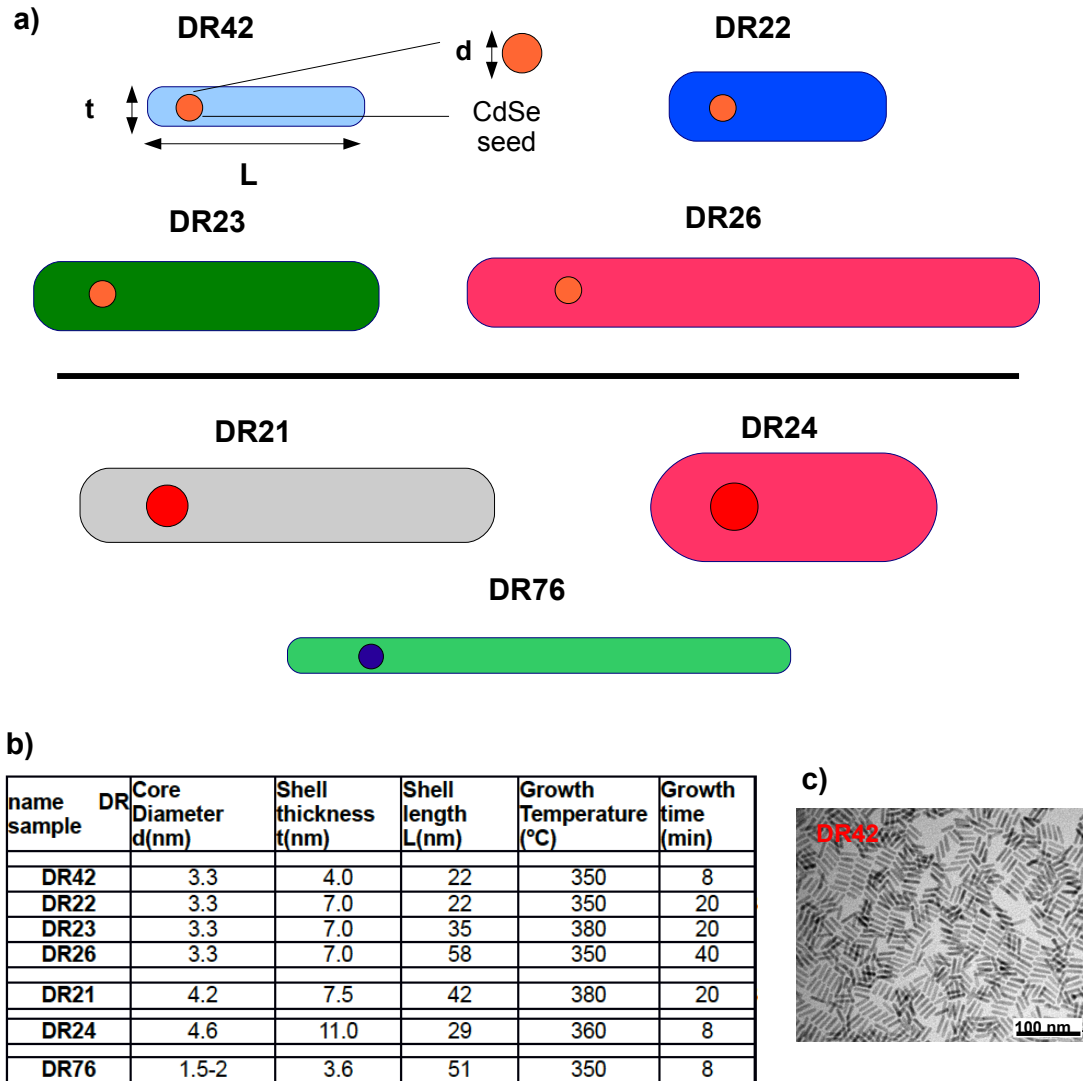 a)
DR42
DR22
d
t
CdSe
seed
L
DR23
DR26
DR21
DR24
DR76
b)
name DR sample | Core Diameter d(nm) | Shell thickness t(nm) | Shell length L(nm) | Growth Temperature (ºC) | Growth time (min)
DR42 3.3 4.0 22 350 8
DR22 3.3 7.0 22 350 20
DR23 3.3 7.0 35 380 20
DR26 3.3 7.0 58 350 40
DR21 4.2 7.5 42 380 20
DR24 4.6 11.0 29 360 8
DR76 1.5-2 3.6 51 350 8
c)
DR42
100 nm